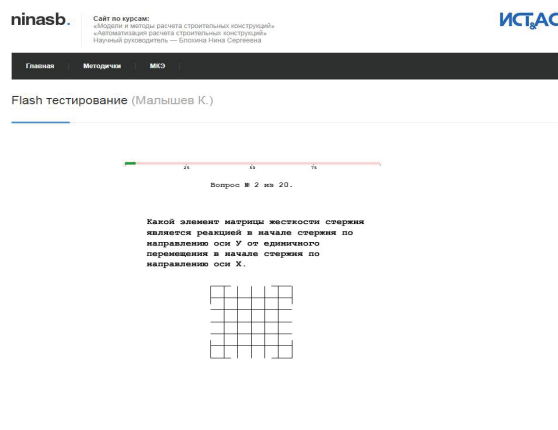 ninasb.
Сайт по курсам:
«Модели и методы расчета строительных конструкций»
«Автоматизация расчета строительных конструкций»
Научный руководитель — Блохина Нина Сергеевна
ИСТ&АС
Главная Методички МКЭ
Flash тестирование (Малышев К.)
25 50 75
Вопрос № 2 из 20.
Какой элемент матрицы жесткости стержня
является реакцией в начале стержня по
направлению оси У от единичного
перемещения в начале стержня по
направлению оси Х.